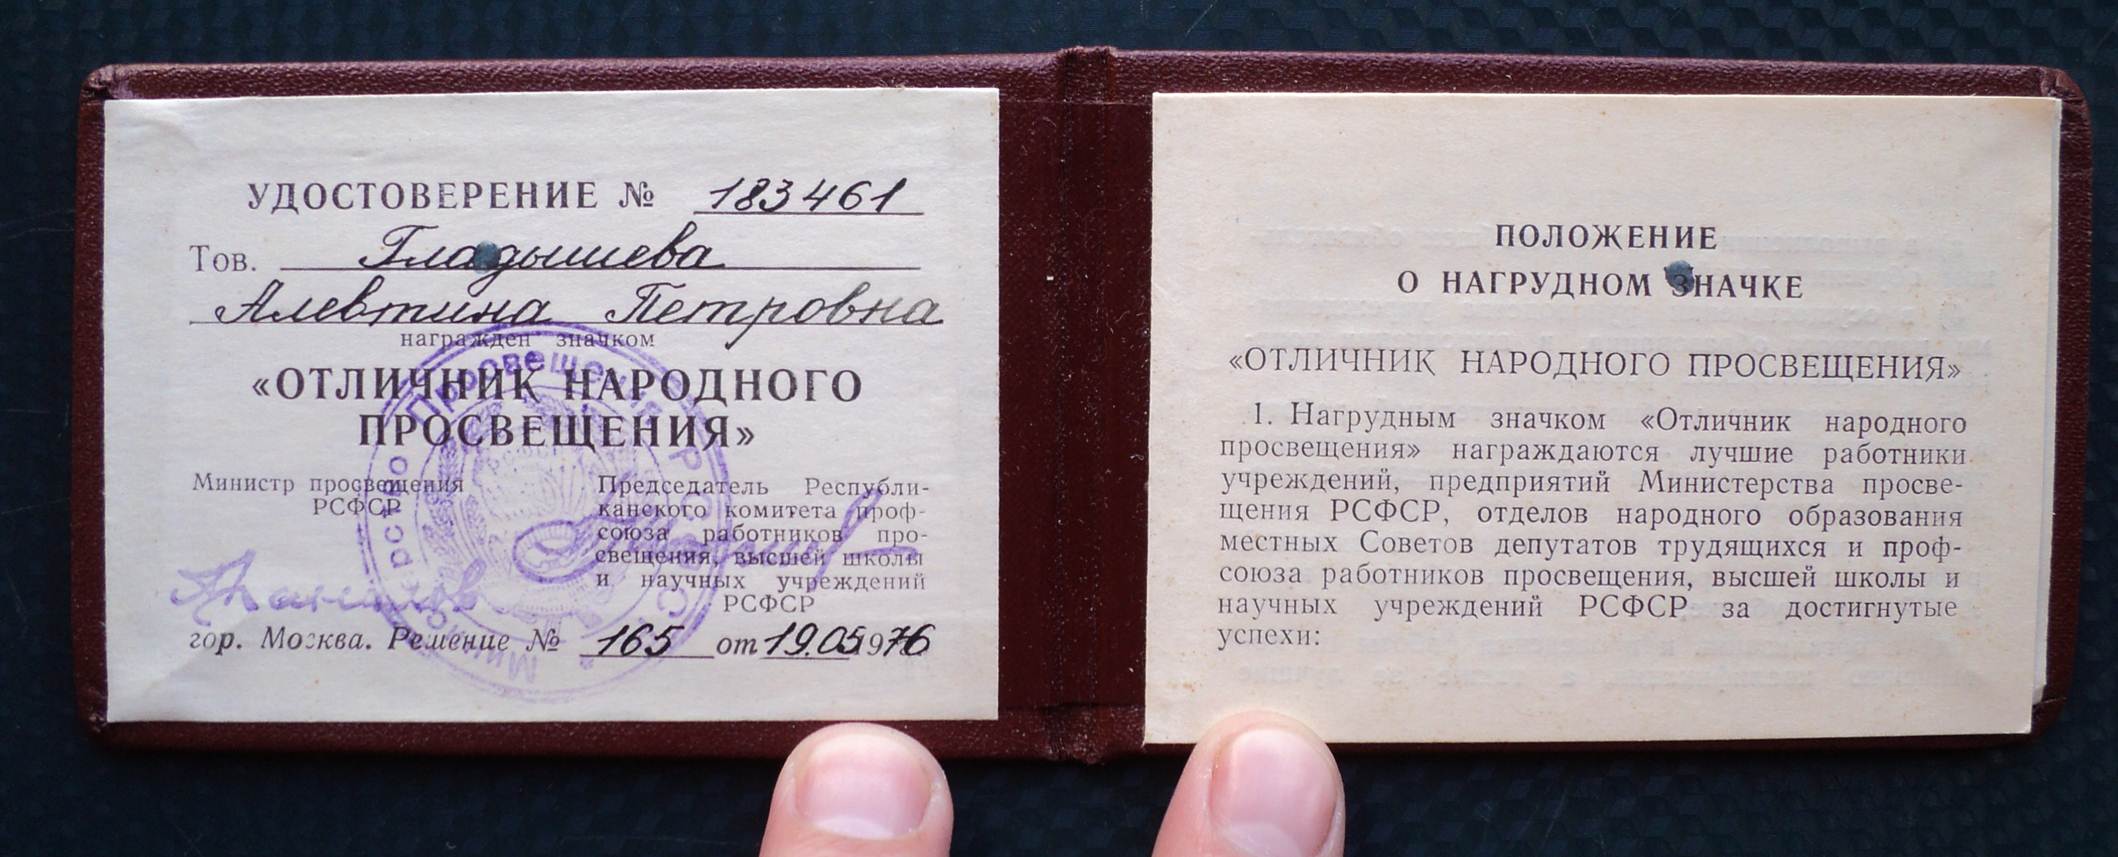 УДОСТОВЕРЕНИЕ № 183461
Тов. Гладышева
Алевтина Петровна
награжден значком
«ОТЛИЧНИК НАРОДНОГО
ПРОСВЕЩЕНИЯ»
Министр просвещения
РСФСР
Председатель Республи-
канского комитета проф-
союза работников про-
свещения, высшей школы
и научных учреждений
РСФСР
гор. Москва. Решение № 165 от 19.05 1976
Министерство Просвещения РСФСР
ПОЛОЖЕНИЕ
О НАГРУДНОМ ЗНАЧКЕ
«ОТЛИЧНИК НАРОДНОГО ПРОСВЕЩЕНИЯ»
1. Нагрудным значком «Отличник народного
просвещения» награждаются лучшие работники
учреждений, предприятий Министерства просве-
щения РСФСР, отделов народного образования
местных Советов депутатов трудящихся и проф-
союза работников просвещения, высшей школы и
научных учреждений РСФСР за достигнутые
успехи: